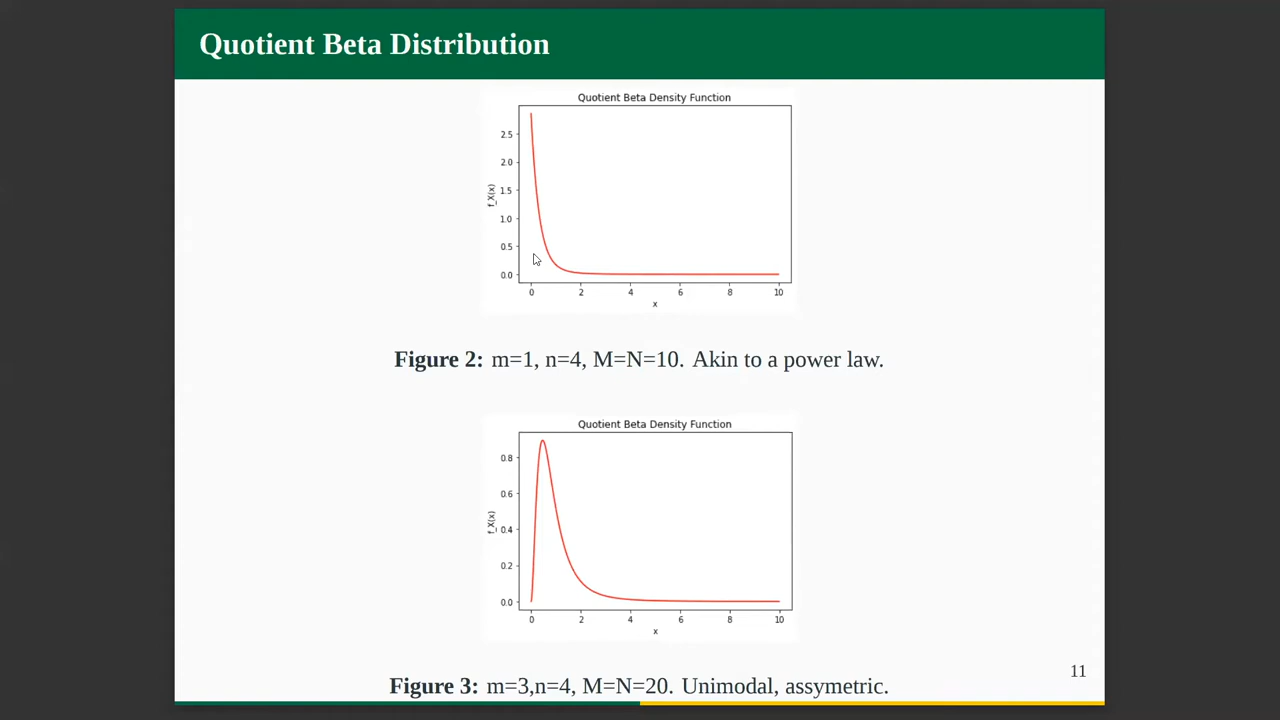 Quotient Beta Distribution
Quotient Beta Density Function
2.5
2.0
1.5
1.0
0.5
0.0
f_X(x)
0 2 4 6 8 10
x
Figure 2: m=1, n=4, M=N=10. Akin to a power law.
Quotient Beta Density Function
0.8
0.6
0.4
0.2
0.0
f_X(x)
0 2 4 6 8 10
x
11
Figure 3: m=3,n=4, M=N=20. Unimodal, assymetric.